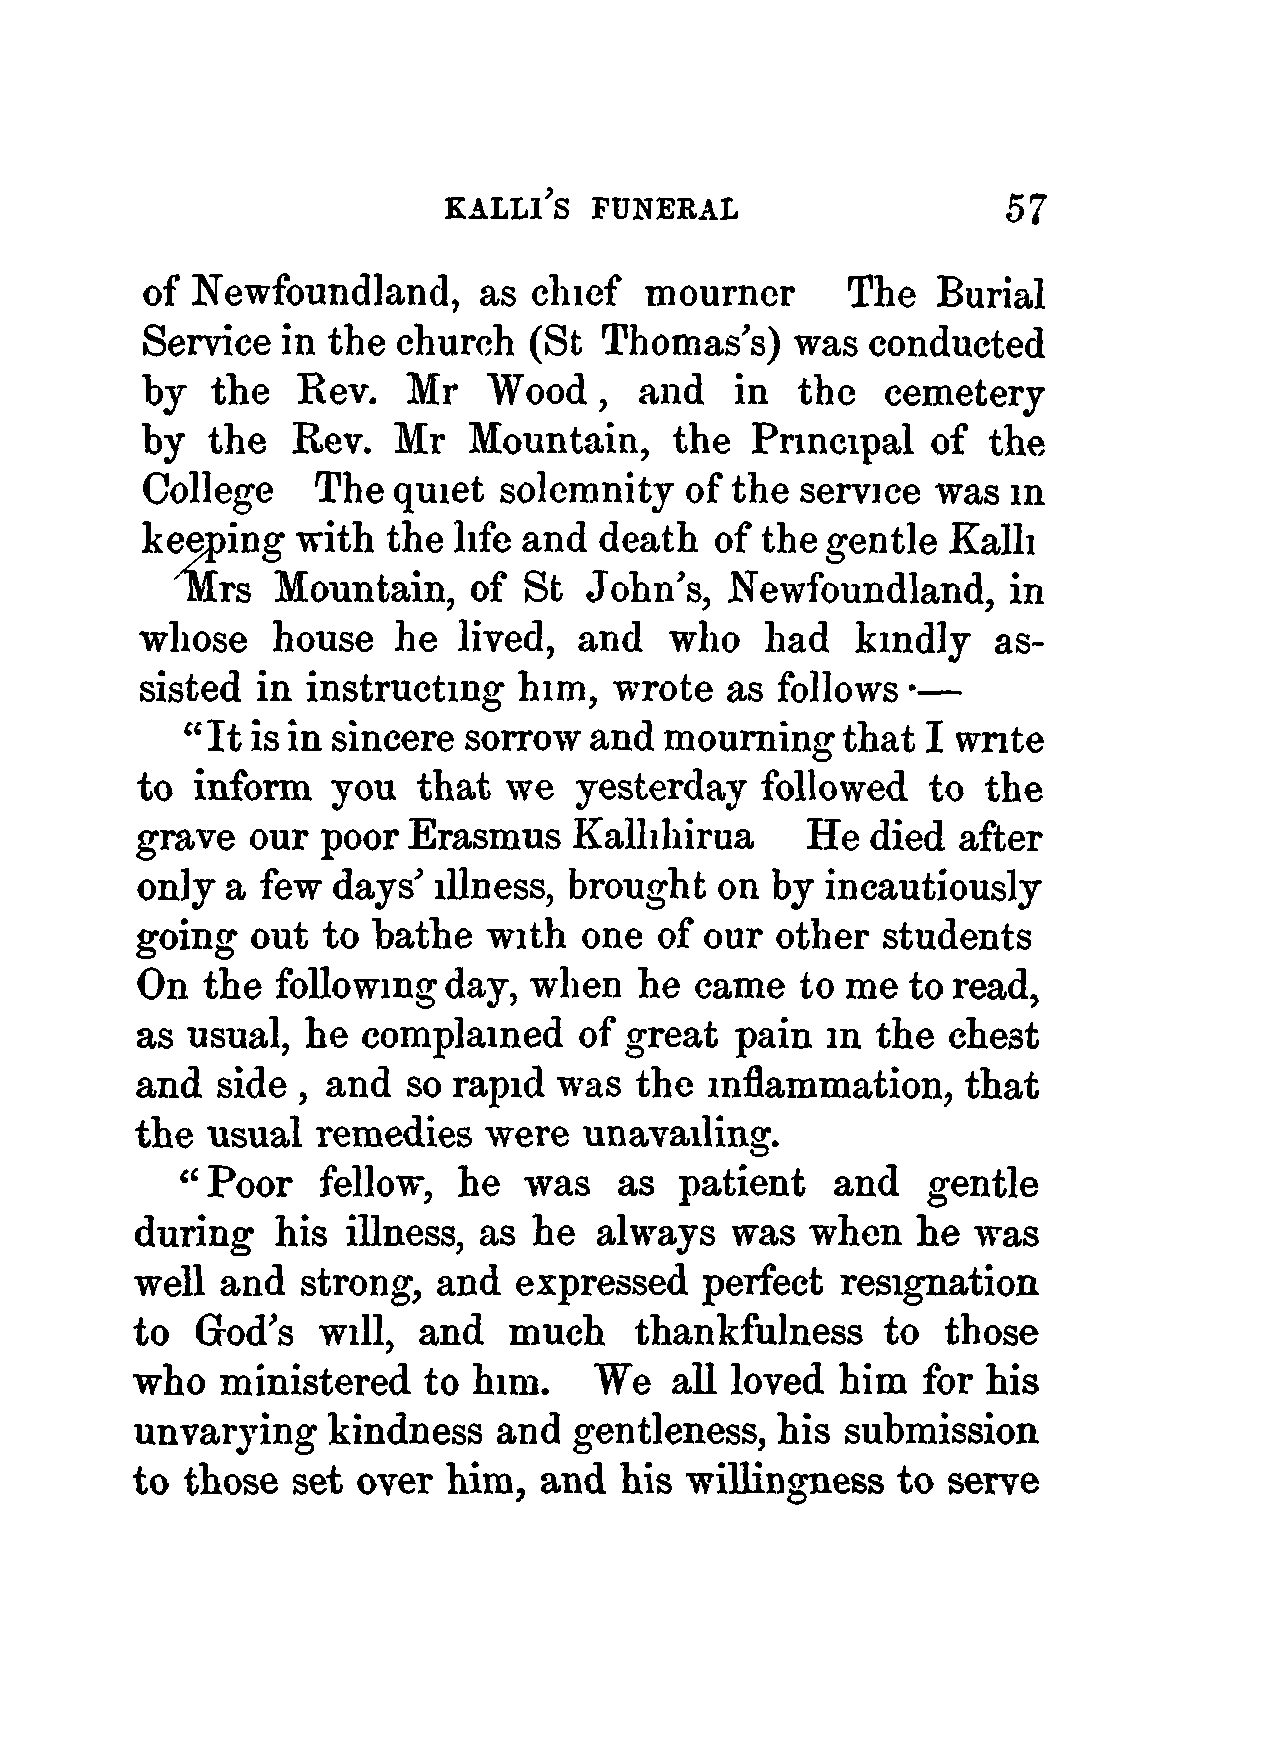 KALLI'S FUNERAL 57
of Newfoundland, as chief mourner The Burial
Service in the church (St Thomas's) was conducted
by the Rev. Mr Wood, and in the cemetery
by the Rev. Mr Mountain, the Principal of the
College The quiet solemnity of the service was in
keeping with the life and death of the gentle Kalli
Mrs Mountain, of St John's, Newfoundland, in
whose house he lived, and who had kindly as-
sisted in instructing him, wrote as follows ·—
"It is in sincere sorrow and mourning that I write
to inform you that we yesterday followed to the
grave our poor Erasmus Kallihirua He died after
only a few days' illness, brought on by incautiously
going out to bathe with one of our other students
On the following day, when he came to me to read,
as usual, he complained of great pain in the chest
and side, and so rapid was the inflammation, that
the usual remedies were unavailing.
"Poor fellow, he was as patient and gentle
during his illness, as he always was when he was
well and strong, and expressed perfect resignation
to God's will, and much thankfulness to those
who ministered to him. We all loved him for his
unvarying kindness and gentleness, his submission
to those set over him, and his willingness to serve